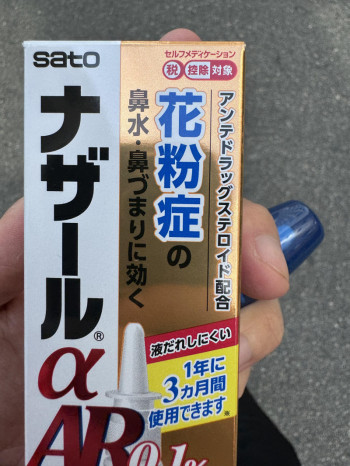 sato
セルフメディケーション
税 控除 対象
アンテドラッグステロイド配合
花粉症の
鼻水・鼻づまりに効く
ナザール®
α
AR0.1%
液だれしにくい
1年に
3ヵ月間
使用できます※